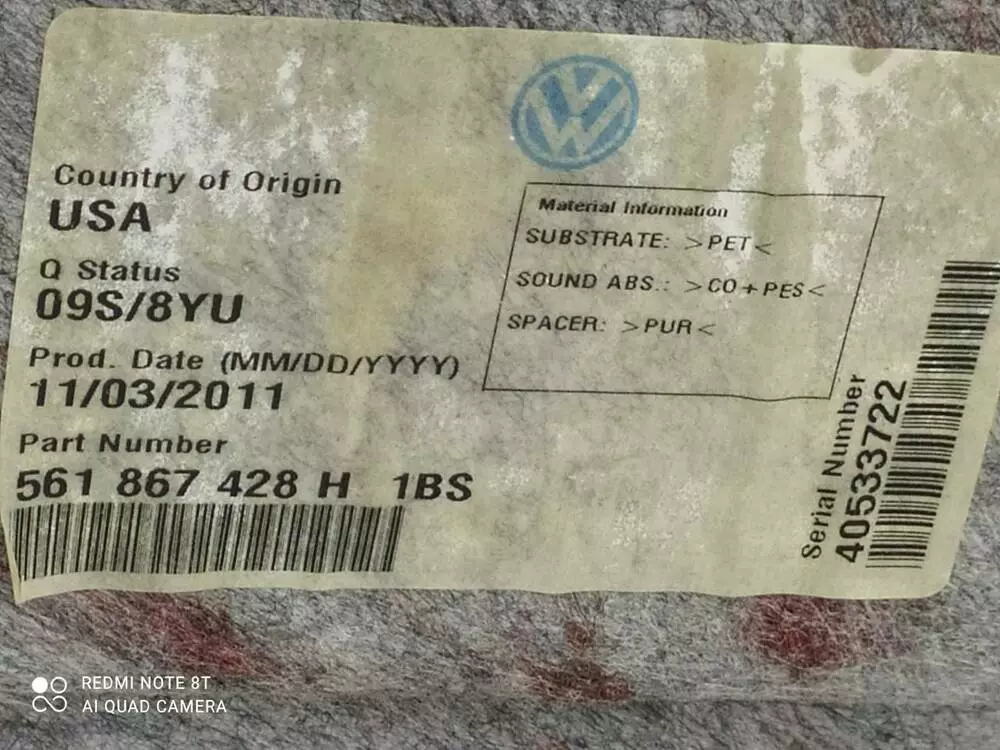 Country of Origin
USA
Q Status
09S/8YU
Prod. Date (MM/DD/YYYY)
11/03/2011
Part Number
561 867 428 H 1BS
VW
Material Information
SUBSTRATE: >PET<
SOUND ABS.: >CO+PES<
SPACER: >PUR<
Serial Number
405333722
REDMI NOTE 8T
AI QUAD CAMERA